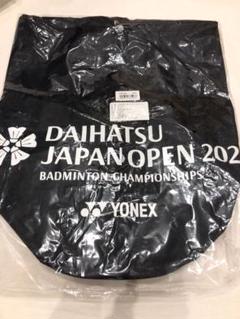 DAIHATSU
JAPAN OPEN 202
BADMINTON CHAMPIONSHIPS
YONEX